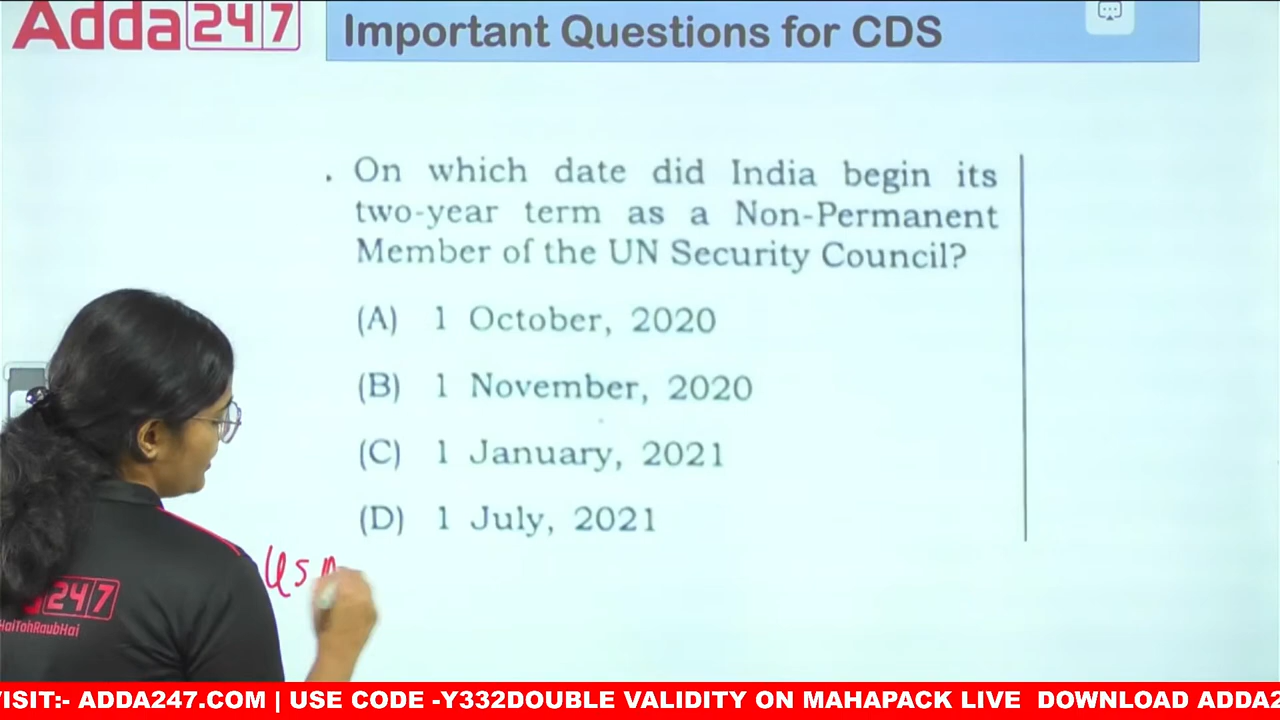 Adda247
Important Questions for CDS
. On which date did India begin its
two-year term as a Non-Permanent
Member of the UN Security Council?
(A) 1 October, 2020
(B) 1 November, 2020
(C) 1 January, 2021
(D) 1 July, 2021
247
HaiTohRaubHai
VISIT:- ADDA247.COM | USE CODE -Y332DOUBLE VALIDITY ON MAHAPACK LIVE DOWNLOAD ADDA2